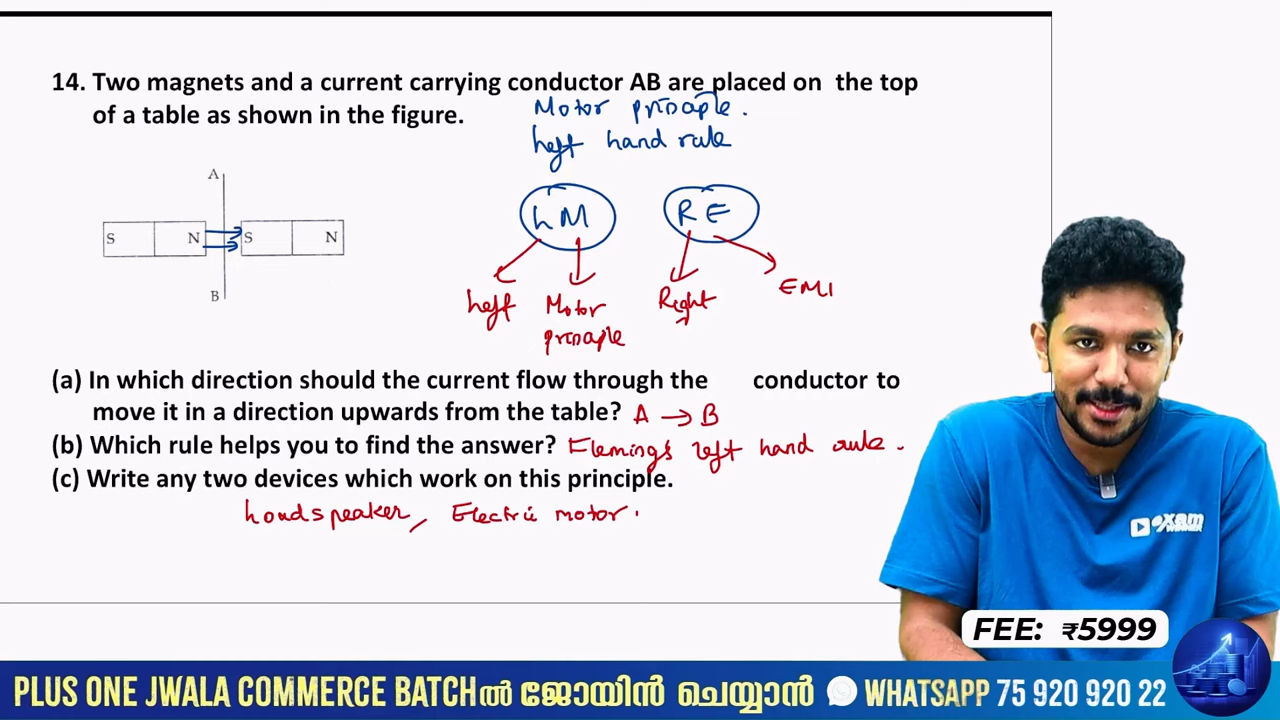 14. Two magnets and a current carrying conductor AB are placed on the top
of a table as shown in the figure.
Motor principle.
Left hand rule
A
S N S N
B
LM RE
Left Motor principle Right EMI
(a) In which direction should the current flow through the conductor to
move it in a direction upwards from the table? A → B
(b) Which rule helps you to find the answer? Flemings left hand rule.
(c) Write any two devices which work on this principle.
Loudspeaker, Electric motor.
exam WINNER
FEE: ₹5999
PLUS ONE JWALA COMMERCE BATCHൽ ജോയിൻ ചെയ്യാൻ WHATSAPP 75 920 920 22